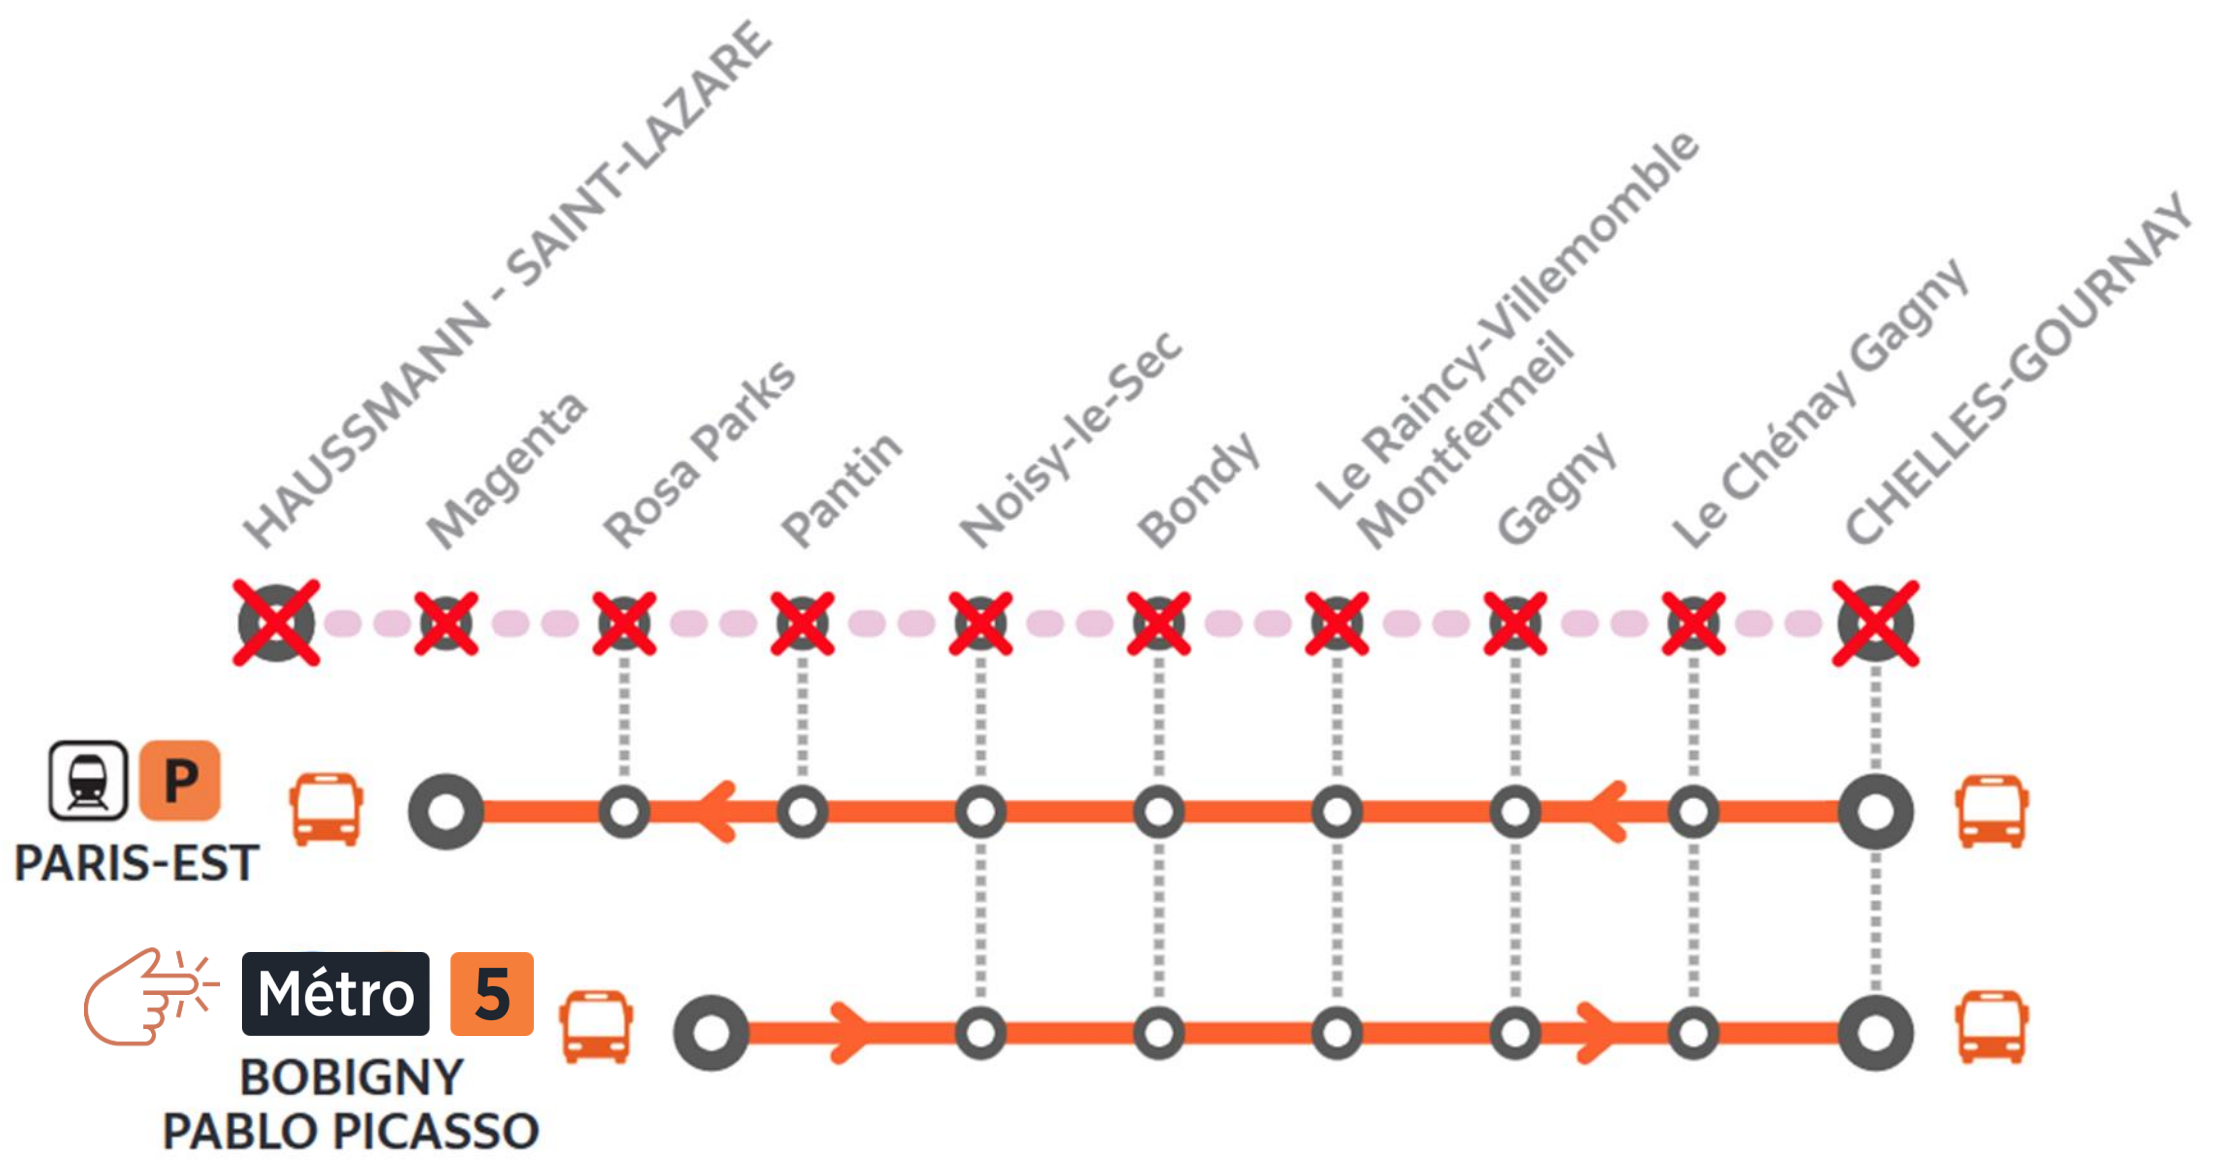 HAUSSMANN - SAINT-LAZARE
Magenta
Rosa Parks
Pantin
Noisy-le-Sec
Bondy
Le Raincy-Villemomble
Montfermeil
Gagny
Le Chénay Gagny
CHELLES-GOURNAY
P
PARIS-EST
Métro 5
BOBIGNY
PABLO PICASSO